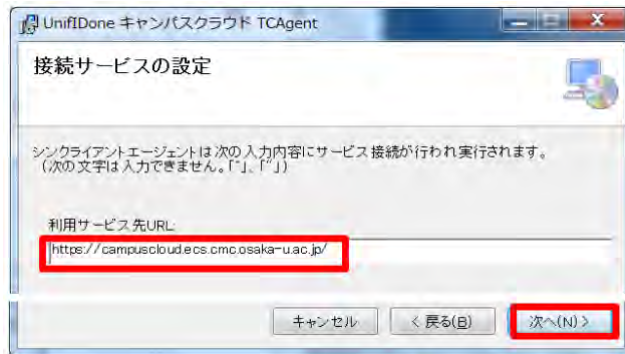 UnifIDone キャンパスクラウド TCAgent
接続サービスの設定
シンクライアントエージェントは次の入力内容にサービス接続が行われ実行されます。
(次の文字は入力できません。「^」、「"」)
利用サービス先URL
https://campuscloud.ecs.cmc.osaka-u.ac.jp/
キャンセル
< 戻る(B)
次へ(N) >